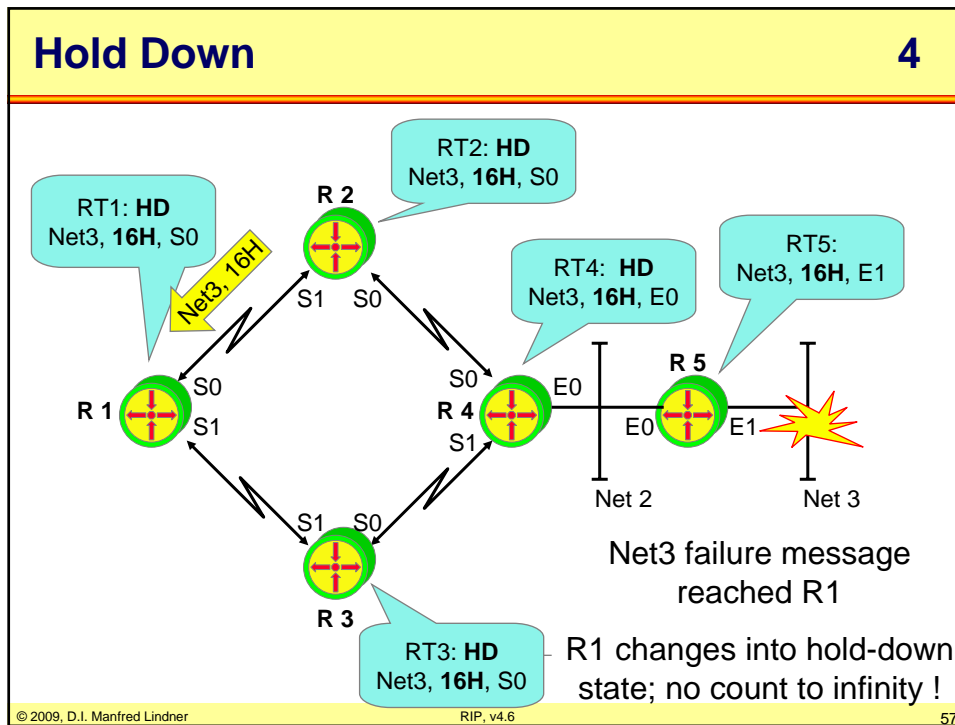 Hold Down 4
RT2: HD
Net3, 16H, S0
R 2
RT1: HD
Net3, 16H, S0
Net3, 16H
RT4: HD
Net3, 16H, E0
RT5:
Net3, 16H, E1
S1 S0
R 5
S0
S0
E0
R 1
R 4
S1
E0 E1
S1
Net 2
Net 3
S1 S0
R 3
Net3 failure message
reached R1
RT3: HD
Net3, 16H, S0
R1 changes into hold-down
state; no count to infinity !
© 2009, D.I. Manfred Lindner
RIP, v4.6
57